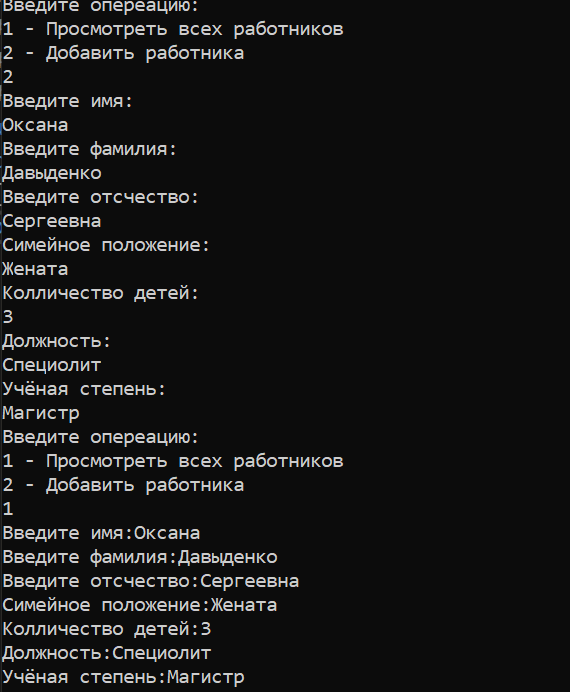 Введите опереацию:
1 - Просмотреть всех работников
2 - Добавить работника
2
Введите имя:
Оксана
Введите фамилия:
Давыденко
Введите отсчество:
Сергеевна
Симейное положение:
Жената
Колличество детей:
3
Должность:
Специолит
Учёная степень:
Магистр
Введите опереацию:
1 - Просмотреть всех работников
2 - Добавить работника
1
Введите имя:Оксана
Введите фамилия:Давыденко
Введите отсчество:Сергеевна
Симейное положение:Жената
Колличество детей:3
Должность:Специолит
Учёная степень:Магистр